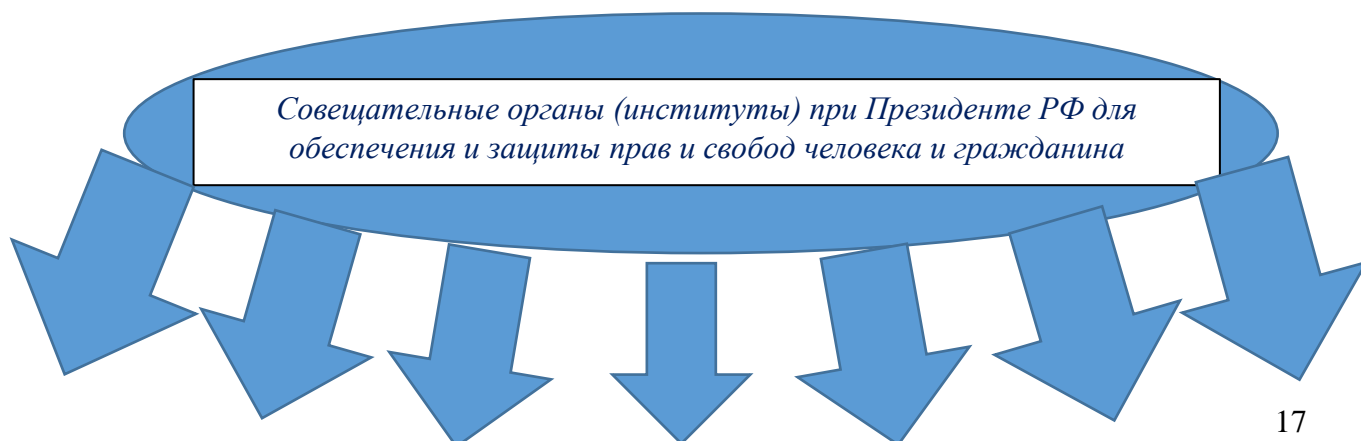 Совещательные органы (институты) при Президенте РФ для
обеспечения и защиты прав и свобод человека и гражданина
17